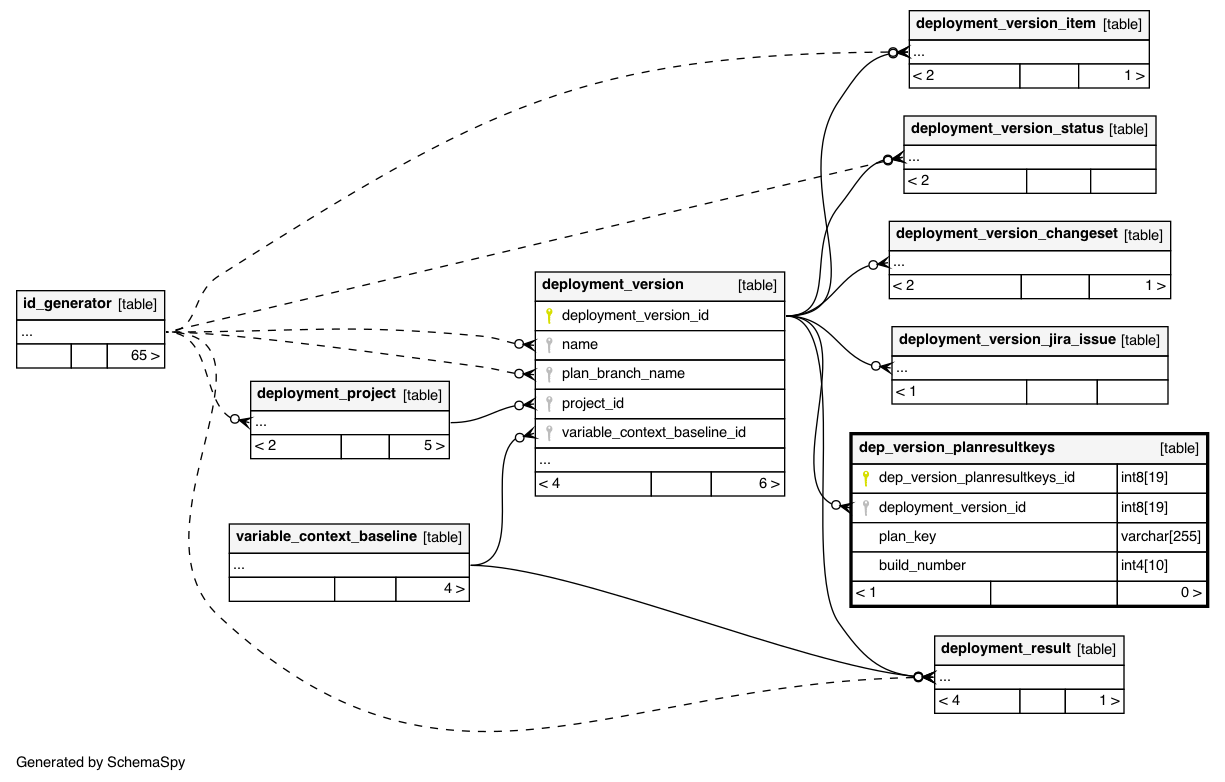 deployment_version_item [table]
...
< 2 1 >
deployment_version_status [table]
...
< 2
deployment_version_changeset [table]
...
< 2 1 >
id_generator [table]
...
65 >
deployment_version [table]
deployment_version_id
name
plan_branch_name
project_id
variable_context_baseline_id
...
< 4 6 >
deployment_version_jira_issue [table]
...
< 1
deployment_project [table]
...
< 2 5 >
dep_version_planresultkeys [table]
dep_version_planresultkeys_id int8[19]
deployment_version_id int8[19]
plan_key varchar[255]
build_number int4[10]
< 1 0 >
variable_context_baseline [table]
...
4 >
deployment_result [table]
...
< 4 1 >
Generated by SchemaSpy